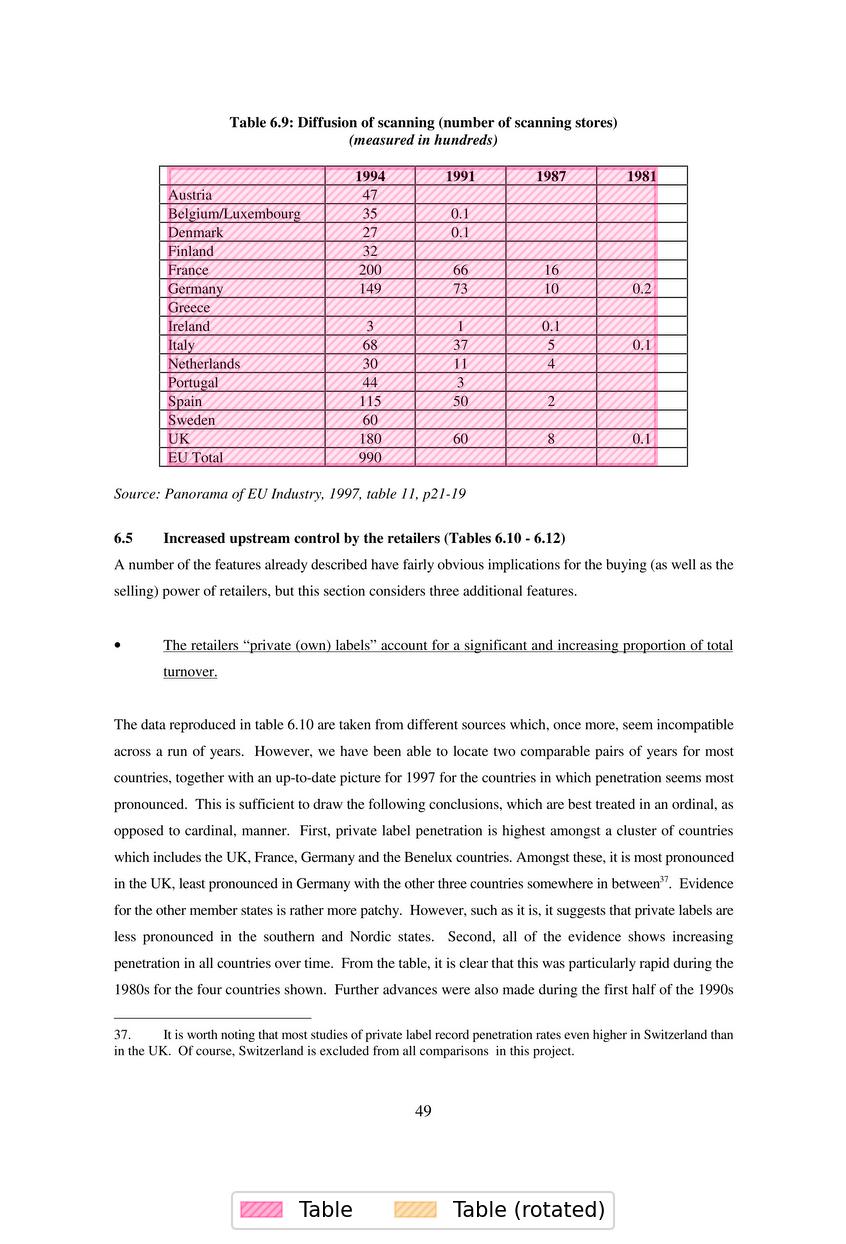 Table 6.9: Diffusion of scanning (number of scanning stores)
(measured in hundreds)
1994 1991 1987 1981
Austria 47
Belgium/Luxembourg 35 0.1
Denmark 27 0.1
Finland 32
France 200 66 16
Germany 149 73 10 0.2
Greece
Ireland 3 1 0.1
Italy 68 37 5 0.1
Netherlands 30 11 4
Portugal 44 3
Spain 115 50 2
Sweden 60
UK 180 60 8 0.1
EU Total 990
Source: Panorama of EU Industry, 1997, table 11, p21-19
6.5 Increased upstream control by the retailers (Tables 6.10 - 6.12)
A number of the features already described have fairly obvious implications for the buying (as well as the
selling) power of retailers, but this section considers three additional features.
• The retailers “private (own) labels” account for a significant and increasing proportion of total
turnover.
The data reproduced in table 6.10 are taken from different sources which, once more, seem incompatible
across a run of years. However, we have been able to locate two comparable pairs of years for most
countries, together with an up-to-date picture for 1997 for the countries in which penetration seems most
pronounced. This is sufficient to draw the following conclusions, which are best treated in an ordinal, as
opposed to cardinal, manner. First, private label penetration is highest amongst a cluster of countries
which includes the UK, France, Germany and the Benelux countries. Amongst these, it is most pronounced
in the UK, least pronounced in Germany with the other three countries somewhere in between37. Evidence
for the other member states is rather more patchy. However, such as it is, it suggests that private labels are
less pronounced in the southern and Nordic states. Second, all of the evidence shows increasing
penetration in all countries over time. From the table, it is clear that this was particularly rapid during the
1980s for the four countries shown. Further advances were also made during the first half of the 1990s
37. It is worth noting that most studies of private label record penetration rates even higher in Switzerland than
in the UK. Of course, Switzerland is excluded from all comparisons in this project.
49
Table Table (rotated)